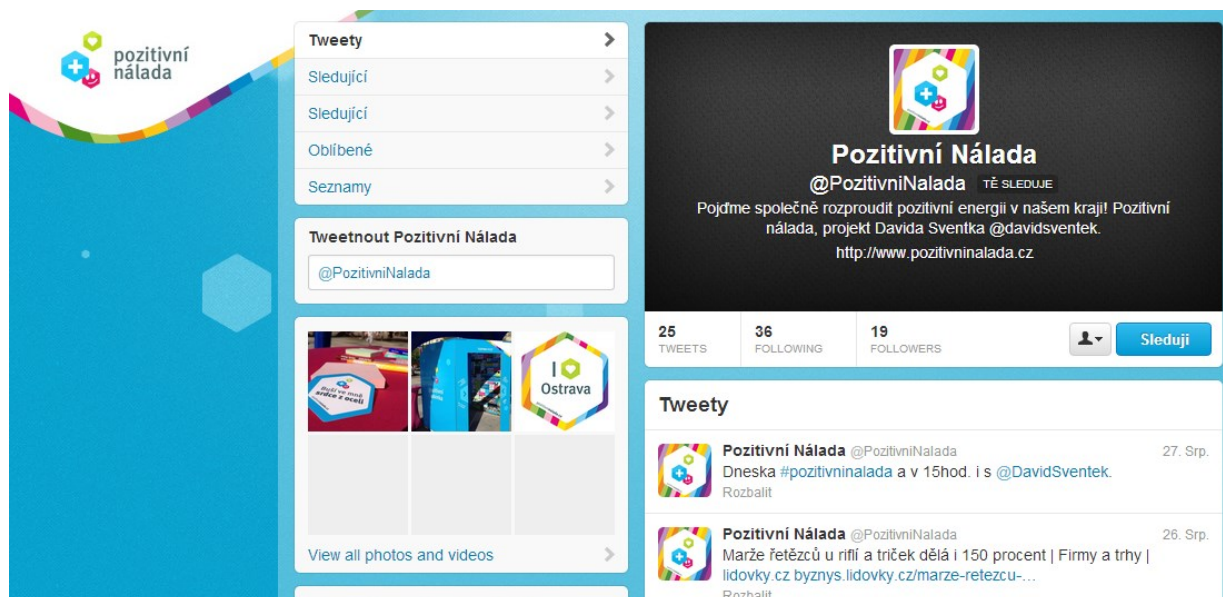 pozitivní
nálada
Tweety
Sledující
Sledující
Oblíbené
Seznamy
Tweetnout Pozitivní Nálada
@PozitivniNalada
Buší ve mně
srdce z oceli
I
Ostrava
View all photos and videos
Pozitivní Nálada
@PozitivniNalada TĚ SLEDUJE
Pojďme společně rozproudit pozitivní energii v našem kraji! Pozitivní
nálada, projekt Davida Sventka @davidsventek.
http://www.pozitivninalada.cz
25 TWEETS
36 FOLLOWING
19 FOLLOWERS
Sleduji
Tweety
Pozitivní Nálada @PozitivniNalada 27. Srp.
Dneska #pozitivninalada a v 15hod. i s @DavidSventek.
Rozbalit
Pozitivní Nálada @PozitivniNalada 26. Srp.
Marže řetězců u riflí a triček dělá i 150 procent | Firmy a trhy |
lidovky.cz byznys.lidovky.cz/marze-retezcu-…
Rozbalit